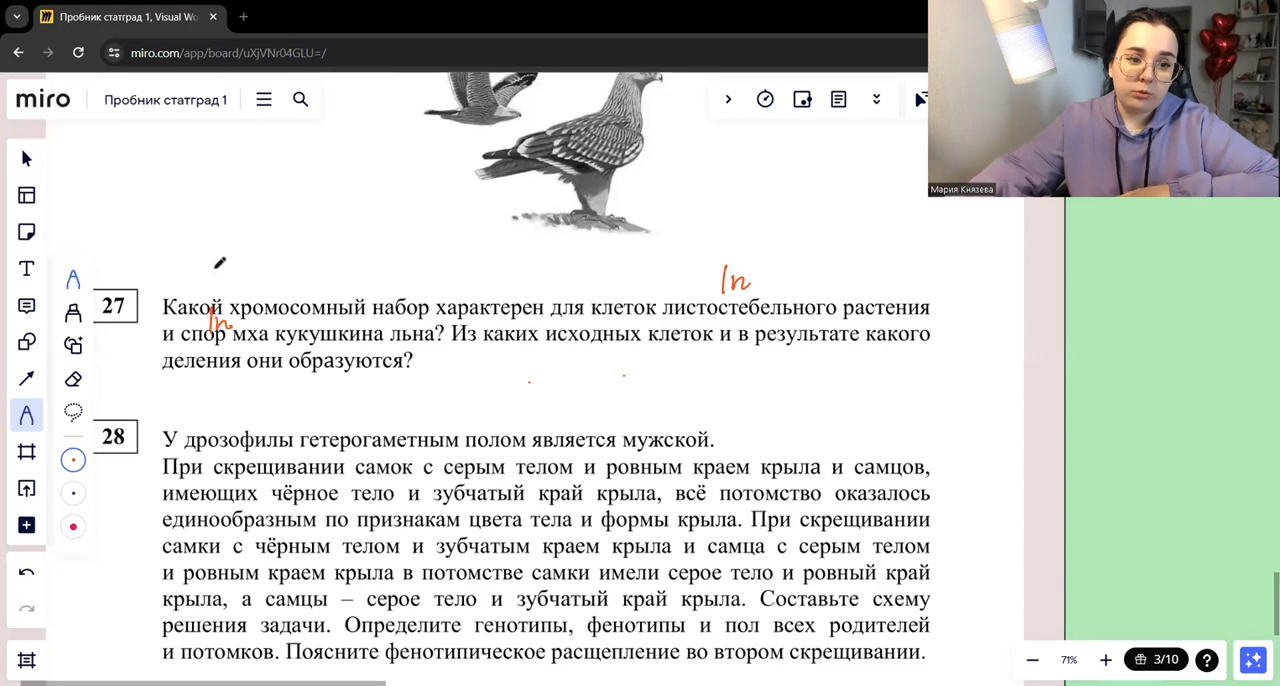 Пробник статград 1, Visual Wo
miro.com/app/board/uXjVNr04GLU=/
miro
Пробник статград 1
Мария Князева
1n
27
Какой хромосомный набор характерен для клеток листостебельного растения
1n
и спор мха кукушкина льна? Из каких исходных клеток и в результате какого
деления они образуются?
28
У дрозофилы гетерогаметным полом является мужской.
При скрещивании самок с серым телом и ровным краем крыла и самцов,
имеющих чёрное тело и зубчатый край крыла, всё потомство оказалось
единообразным по признакам цвета тела и формы крыла. При скрещивании
самки с чёрным телом и зубчатым краем крыла и самца с серым телом
и ровным краем крыла в потомстве самки имели серое тело и ровный край
крыла, а самцы – серое тело и зубчатый край крыла. Составьте схему
решения задачи. Определите генотипы, фенотипы и пол всех родителей
и потомков. Поясните фенотипическое расщепление во втором скрещивании.
71%
3/10